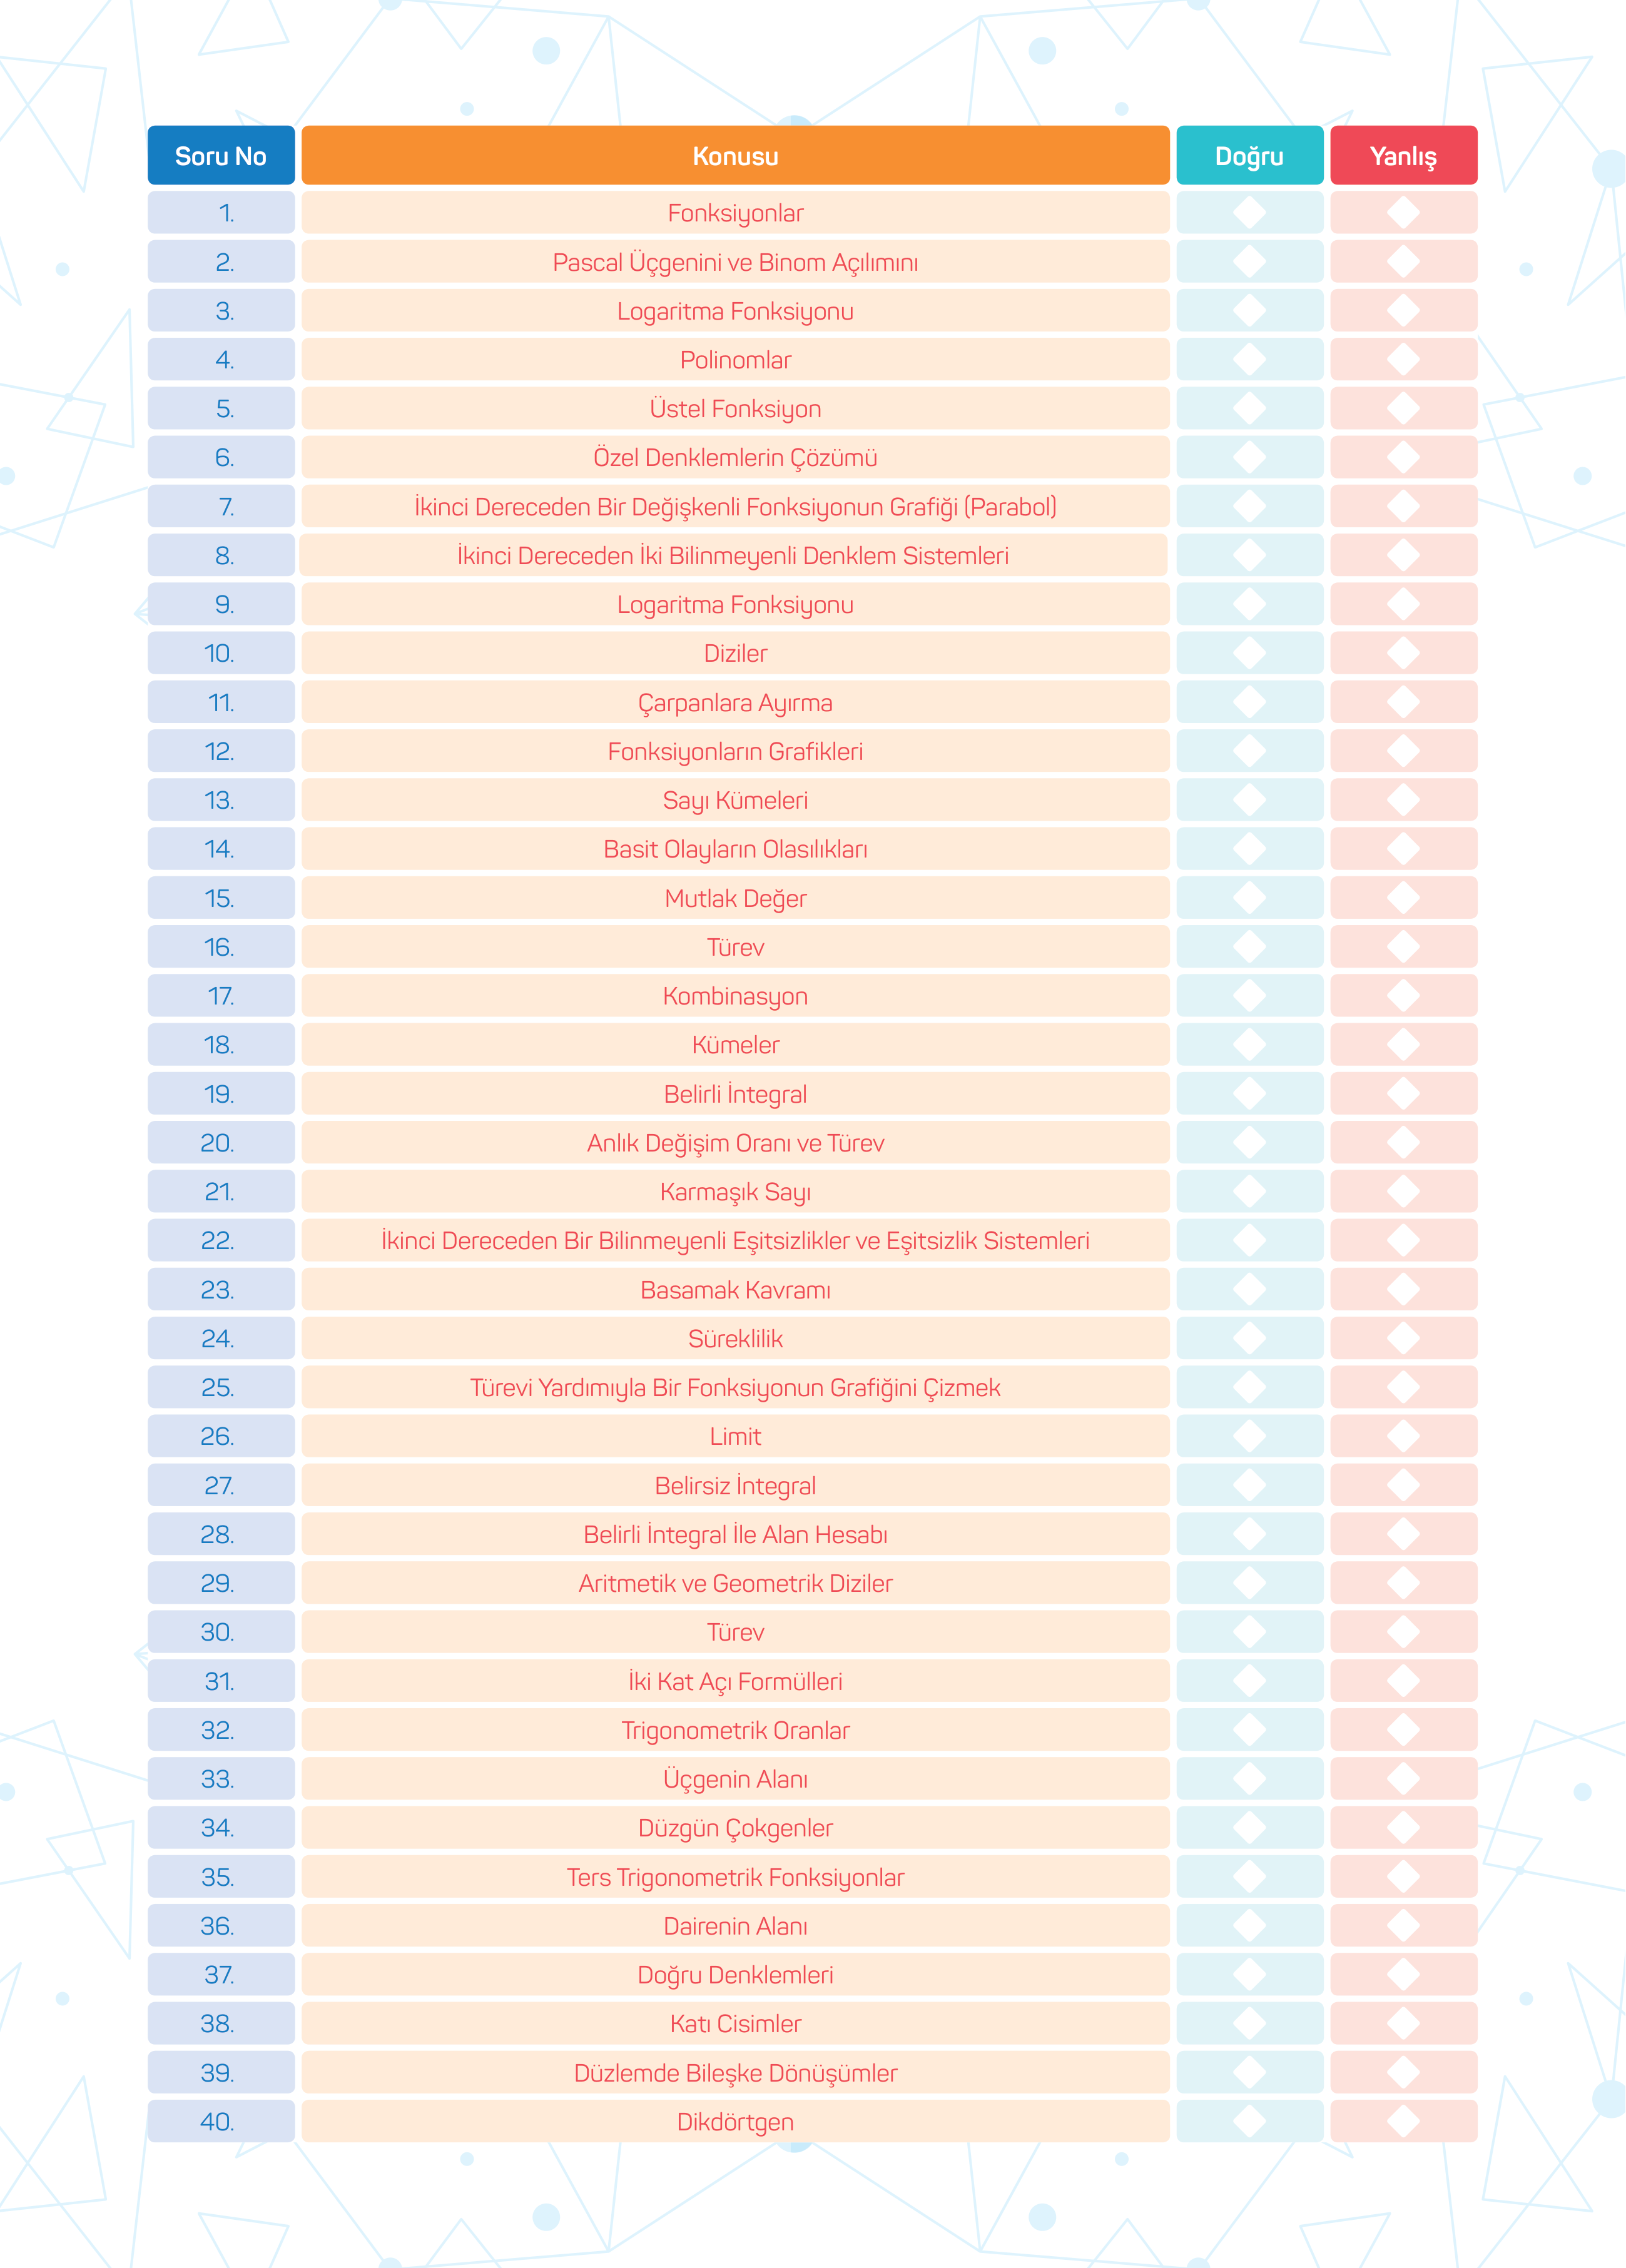 Soru No Konusu Doğru Yanlış
1. Fonksiyonlar
2. Pascal Üçgenini ve Binom Açılımını
3. Logaritma Fonksiyonu
4. Polinomlar
5. Üstel Fonksiyon
6. Özel Denklemlerin Çözümü
7. İkinci Dereceden Bir Değişkenli Fonksiyonun Grafiği (Parabol)
8. İkinci Dereceden İki Bilinmeyenli Denklem Sistemleri
9. Logaritma Fonksiyonu
10. Diziler
11. Çarpanlara Ayırma
12. Fonksiyonların Grafikleri
13. Sayı Kümeleri
14. Basit Olayların Olasılıkları
15. Mutlak Değer
16. Türev
17. Kombinasyon
18. Kümeler
19. Belirli İntegral
20. Anlık Değişim Oranı ve Türev
21. Karmaşık Sayı
22. İkinci Dereceden Bir Bilinmeyenli Eşitsizlikler ve Eşitsizlik Sistemleri
23. Basamak Kavramı
24. Süreklilik
25. Türevi Yardımıyla Bir Fonksiyonun Grafiğini Çizmek
26. Limit
27. Belirsiz İntegral
28. Belirli İntegral İle Alan Hesabı
29. Aritmetik ve Geometrik Diziler
30. Türev
31. İki Kat Açı Formülleri
32. Trigonometrik Oranlar
33. Üçgenin Alanı
34. Düzgün Çokgenler
35. Ters Trigonometrik Fonksiyonlar
36. Dairenin Alanı
37. Doğru Denklemleri
38. Katı Cisimler
39. Düzlemde Bileşke Dönüşümler
40. Dikdörtgen